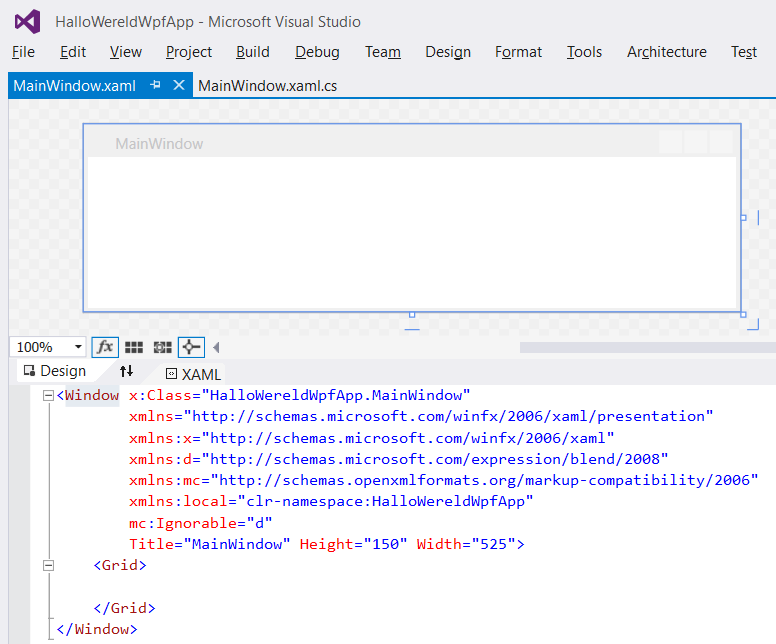 HalloWereldWpfApp - Microsoft Visual Studio
File Edit View Project Build Debug Team Design Format Tools Architecture Test
MainWindow.xaml MainWindow.xaml.cs
MainWindow
100% fx
Design XAML
<Window x:Class="HalloWereldWpfApp.MainWindow"
xmlns="http://schemas.microsoft.com/winfx/2006/xaml/presentation"
xmlns:x="http://schemas.microsoft.com/winfx/2006/xaml"
xmlns:d="http://schemas.microsoft.com/expression/blend/2008"
xmlns:mc="http://schemas.openxmlformats.org/markup-compatibility/2006"
xmlns:local="clr-namespace:HalloWereldWpfApp"
mc:Ignorable="d"
Title="MainWindow" Height="150" Width="525">
<Grid>
</Grid>
</Window>